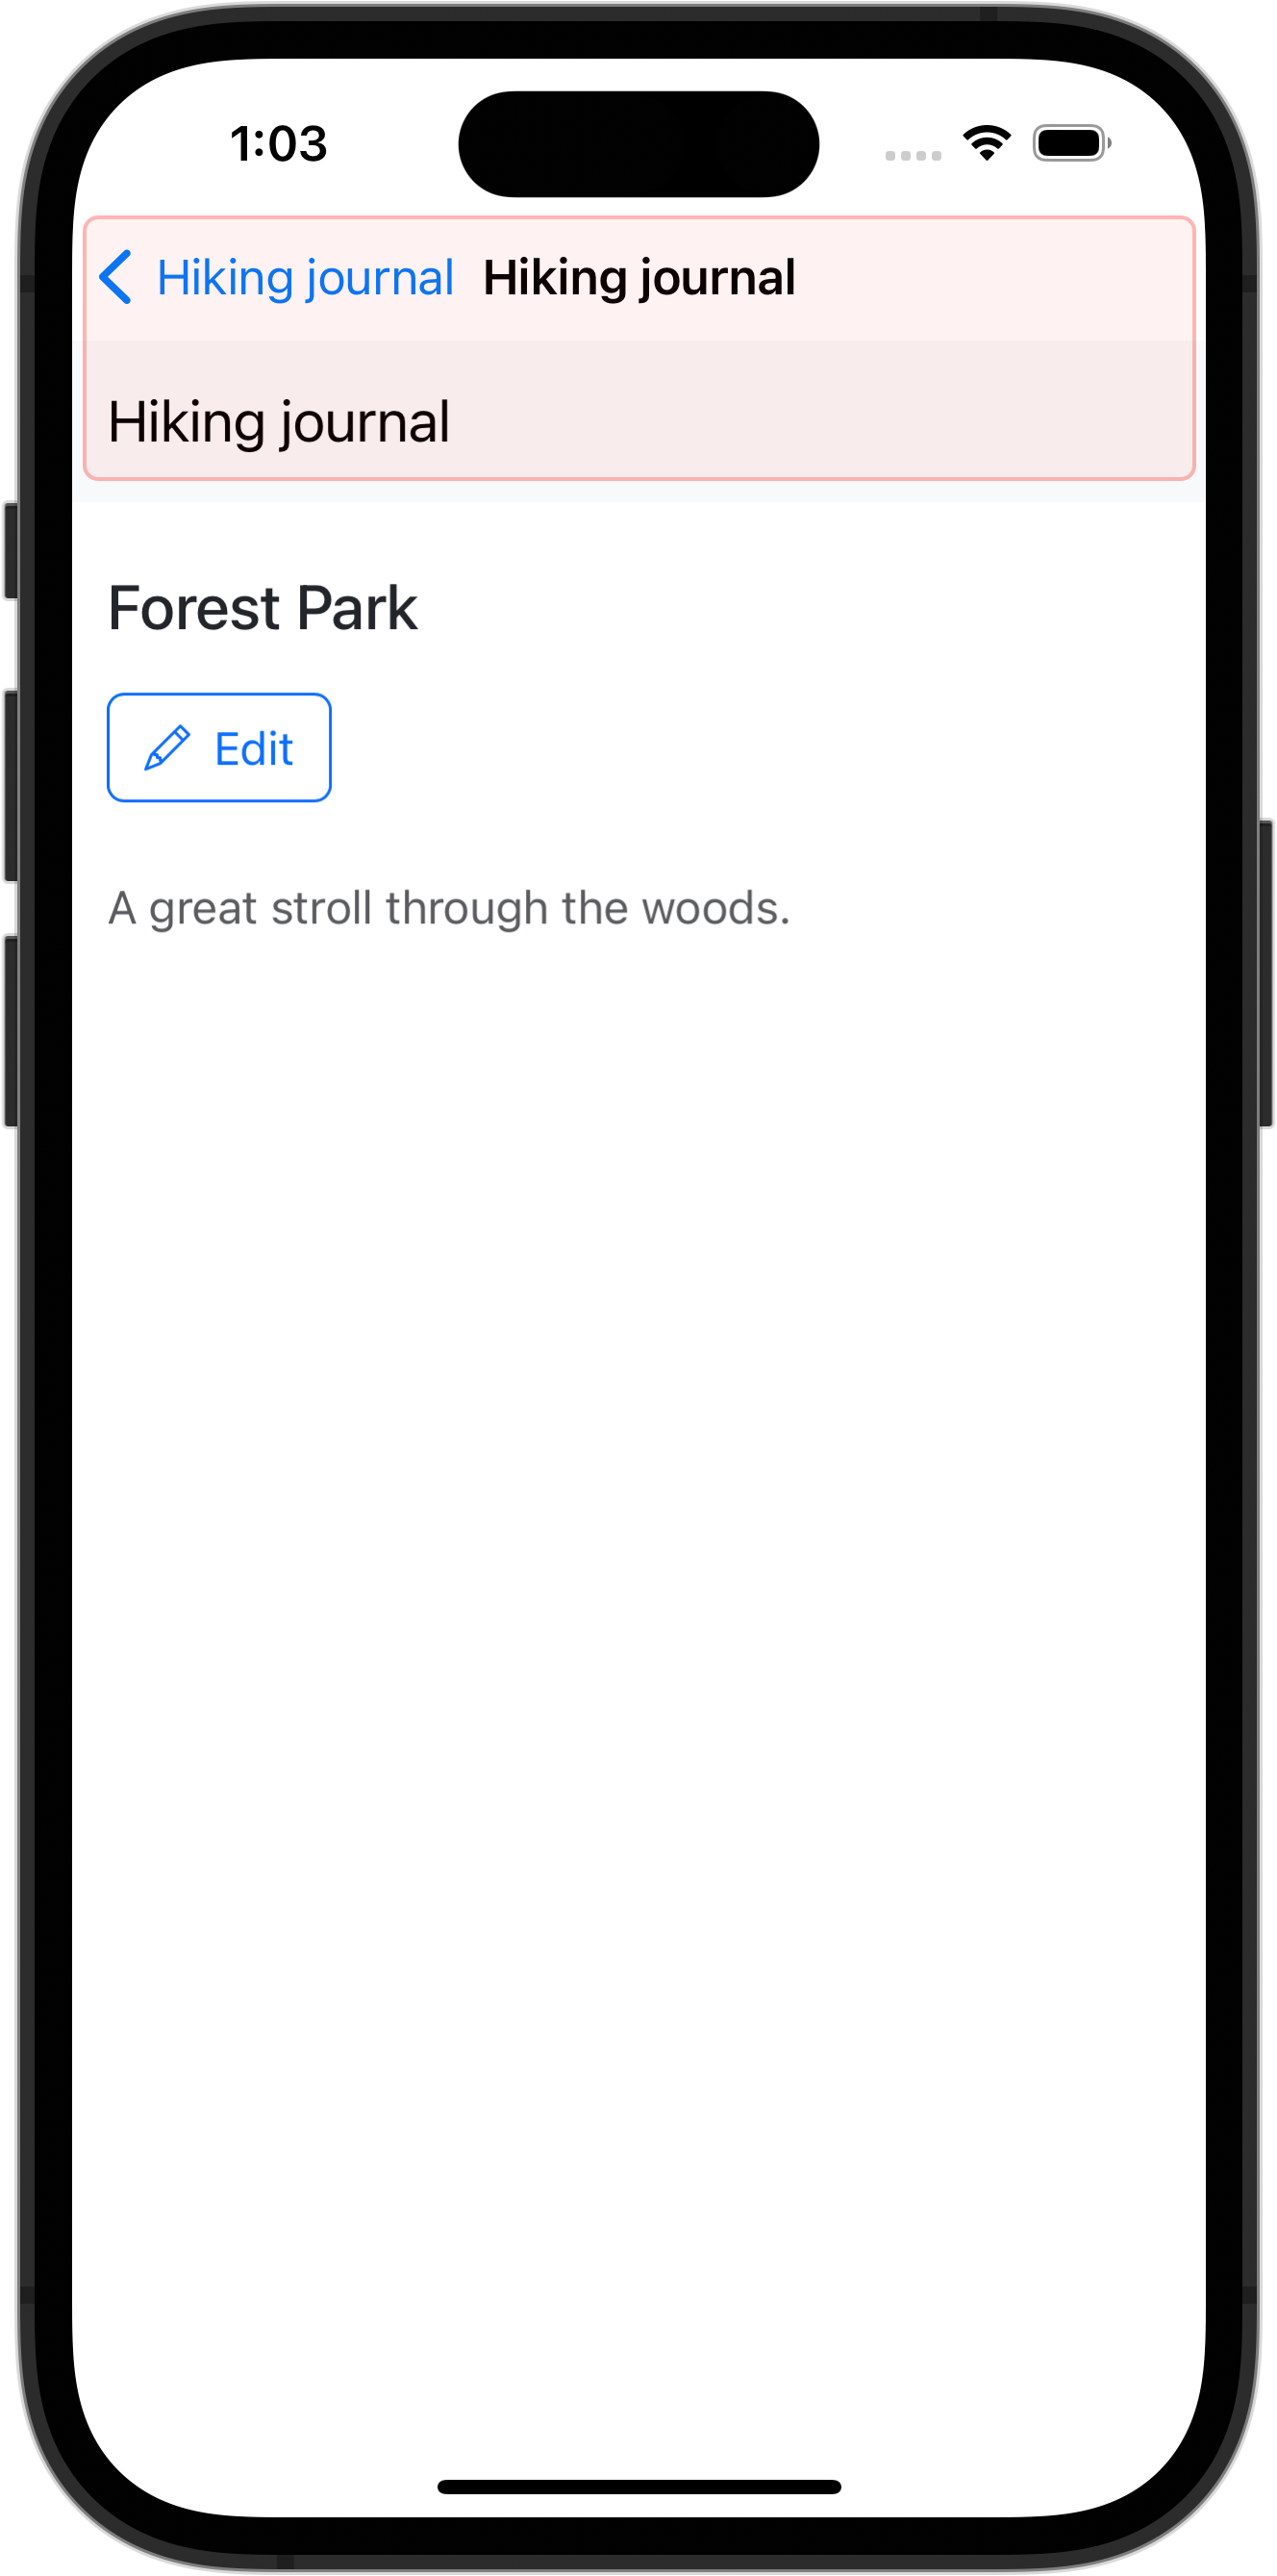 1:03
Hiking journal Hiking journal
Hiking journal
Forest Park
Edit
A great stroll through the woods.